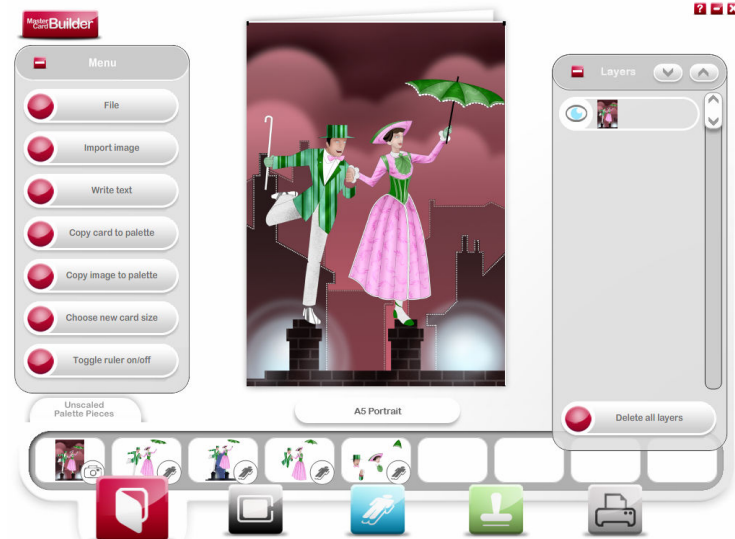 Master Card Builder
Menu
File
Import image
Write text
Copy card to palette
Copy image to palette
Choose new card size
Toggle ruler on/off
Layers
Delete all layers
A5 Portrait
Unscaled
Palette Pieces
?